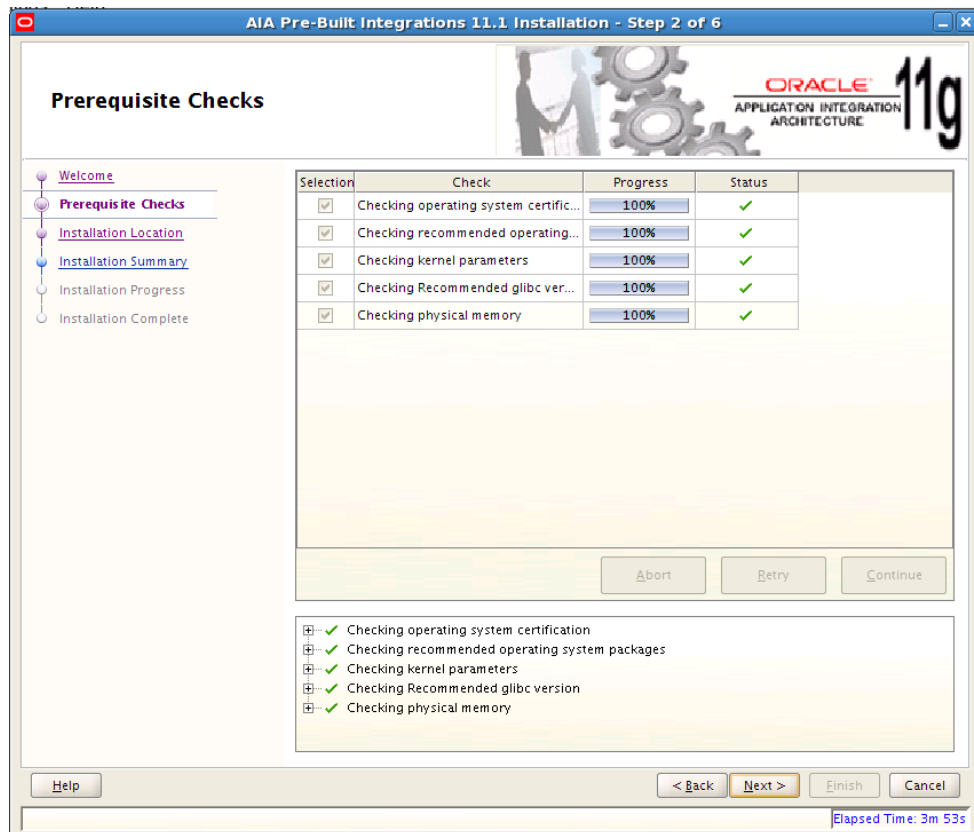 AIA Pre-Built Integrations 11.1 Installation - Step 2 of 6
Prerequisite Checks
ORACLE
APPLICATION INTEGRATION
ARCHITECTURE
11g
Welcome
Prerequisite Checks
Installation Location
Installation Summary
Installation Progress
Installation Complete
Selection Check Progress Status
Checking operating system certific... 100%
Checking recommended operating... 100%
Checking kernel parameters 100%
Checking Recommended glibc ver... 100%
Checking physical memory 100%
Abort Retry Continue
Checking operating system certification
Checking recommended operating system packages
Checking kernel parameters
Checking Recommended glibc version
Checking physical memory
Help < Back Next > Finish Cancel
Elapsed Time: 3m 53s